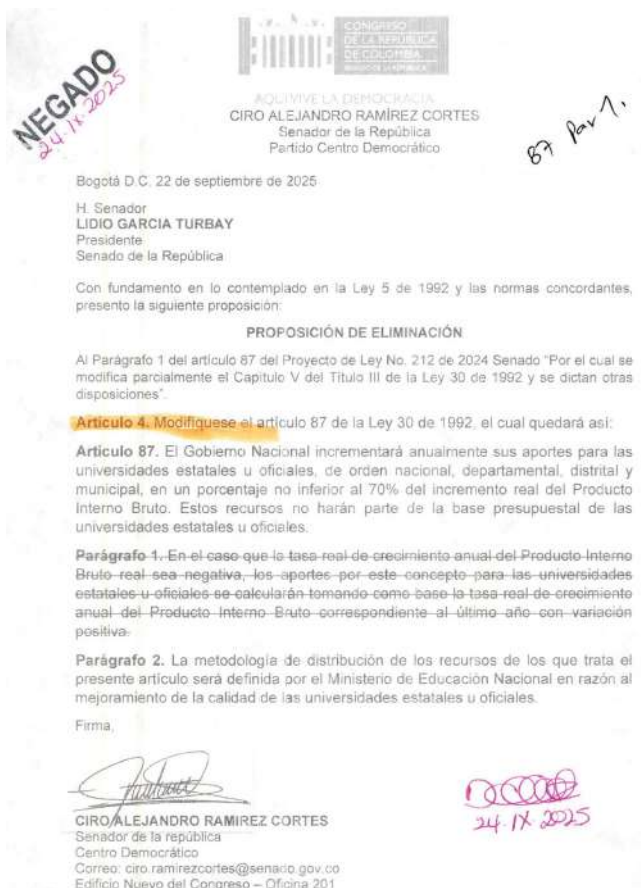 NEGADO
24.IX.2025
CONGRESO
DE LA REPÚBLICA
DE COLOMBIA
AQUÍ VIVE LA DEMOCRACIA
CIRO ALEJANDRO RAMÍREZ CORTES
Senador de la República
Partido Centro Democrático
87 Par 1.
Bogotá D.C. 22 de septiembre de 2025
H. Senador
LIDIO GARCIA TURBAY
Presidente
Senado de la República
Con fundamento en lo contemplado en la Ley 5 de 1992 y las normas concordantes,
presento la siguiente proposición:
PROPOSICIÓN DE ELIMINACIÓN
Al Parágrafo 1 del artículo 87 del Proyecto de Ley No. 212 de 2024 Senado “Por el cual se
modifica parcialmente el Capítulo V del Título III de la Ley 30 de 1992 y se dictan otras
disposiciones”.
Artículo 4. Modifíquese el artículo 87 de la Ley 30 de 1992, el cual quedará así:
Artículo 87. El Gobierno Nacional incrementará anualmente sus aportes para las
universidades estatales u oficiales, de orden nacional, departamental, distrital y
municipal, en un porcentaje no inferior al 70% del incremento real del Producto
Interno Bruto. Estos recursos no harán parte de la base presupuestal de las
universidades estatales u oficiales.
Parágrafo 1. En el caso que la tasa real de crecimiento anual del Producto Interno
Bruto real sea negativa, los aportes por este concepto para las universidades
estatales u oficiales se calcularán tomando como base la tasa real de crecimiento
anual del Producto Interno Bruto correspondiente al último año con variación
positiva.
Parágrafo 2. La metodología de distribución de los recursos de los que trata el
presente artículo será definida por el Ministerio de Educación Nacional en razón al
mejoramiento de la calidad de las universidades estatales u oficiales.
Firma,
CIRO ALEJANDRO RAMIREZ CORTES
Senador de la república
Centro Democrático
Correo: ciro.ramirezcortes@senado.gov.co
Edificio Nuevo del Congreso – Oficina 201
24.IX 2025